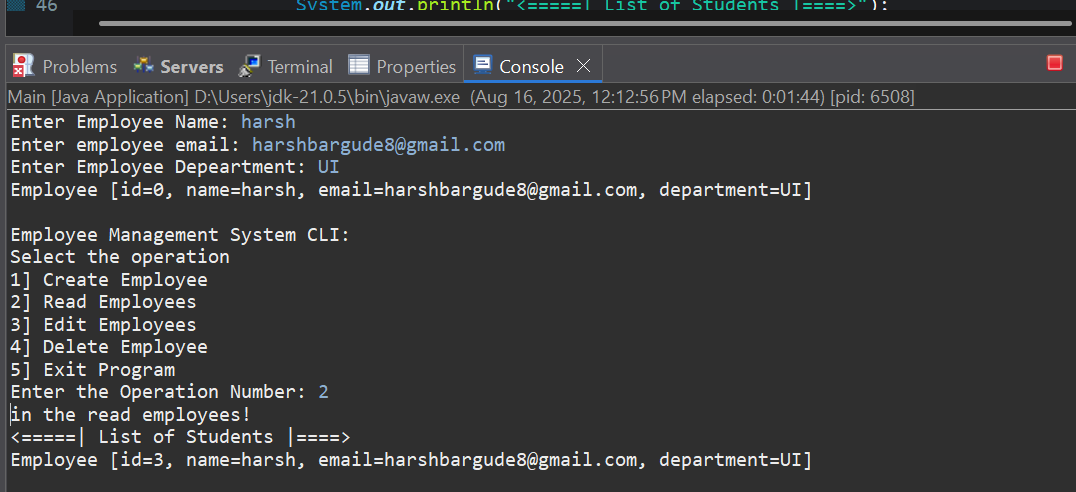 46 System.out.println("<=====| List of Students |====>");
Problems Servers Terminal Properties Console
Main [Java Application] D:\Users\jdk-21.0.5\bin\javaw.exe (Aug 16, 2025, 12:12:56 PM elapsed: 0:01:44) [pid: 6508]
Enter Employee Name: harsh
Enter employee email: harshbargude8@gmail.com
Enter Employee Depeartment: UI
Employee [id=0, name=harsh, email=harshbargude8@gmail.com, department=UI]
Employee Management System CLI:
Select the operation
1] Create Employee
2] Read Employees
3] Edit Employees
4] Delete Employee
5] Exit Program
Enter the Operation Number: 2
in the read employees!
<=====| List of Students |====>
Employee [id=3, name=harsh, email=harshbargude8@gmail.com, department=UI]